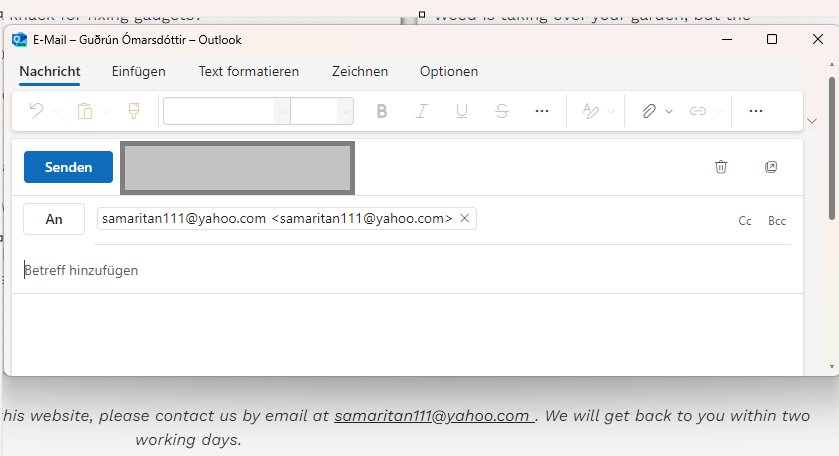 knack for fixing gadgets?
weed is taking over your garden, but the
E-Mail – Guðrún Ómarsdóttir – Outlook
Nachricht Einfügen Text formatieren Zeichnen Optionen
B I U S
Senden
An samaritan111@yahoo.com <samaritan111@yahoo.com> Cc Bcc
Betreff hinzufügen
this website, please contact us by email at samaritan111@yahoo.com . We will get back to you within two
working days.